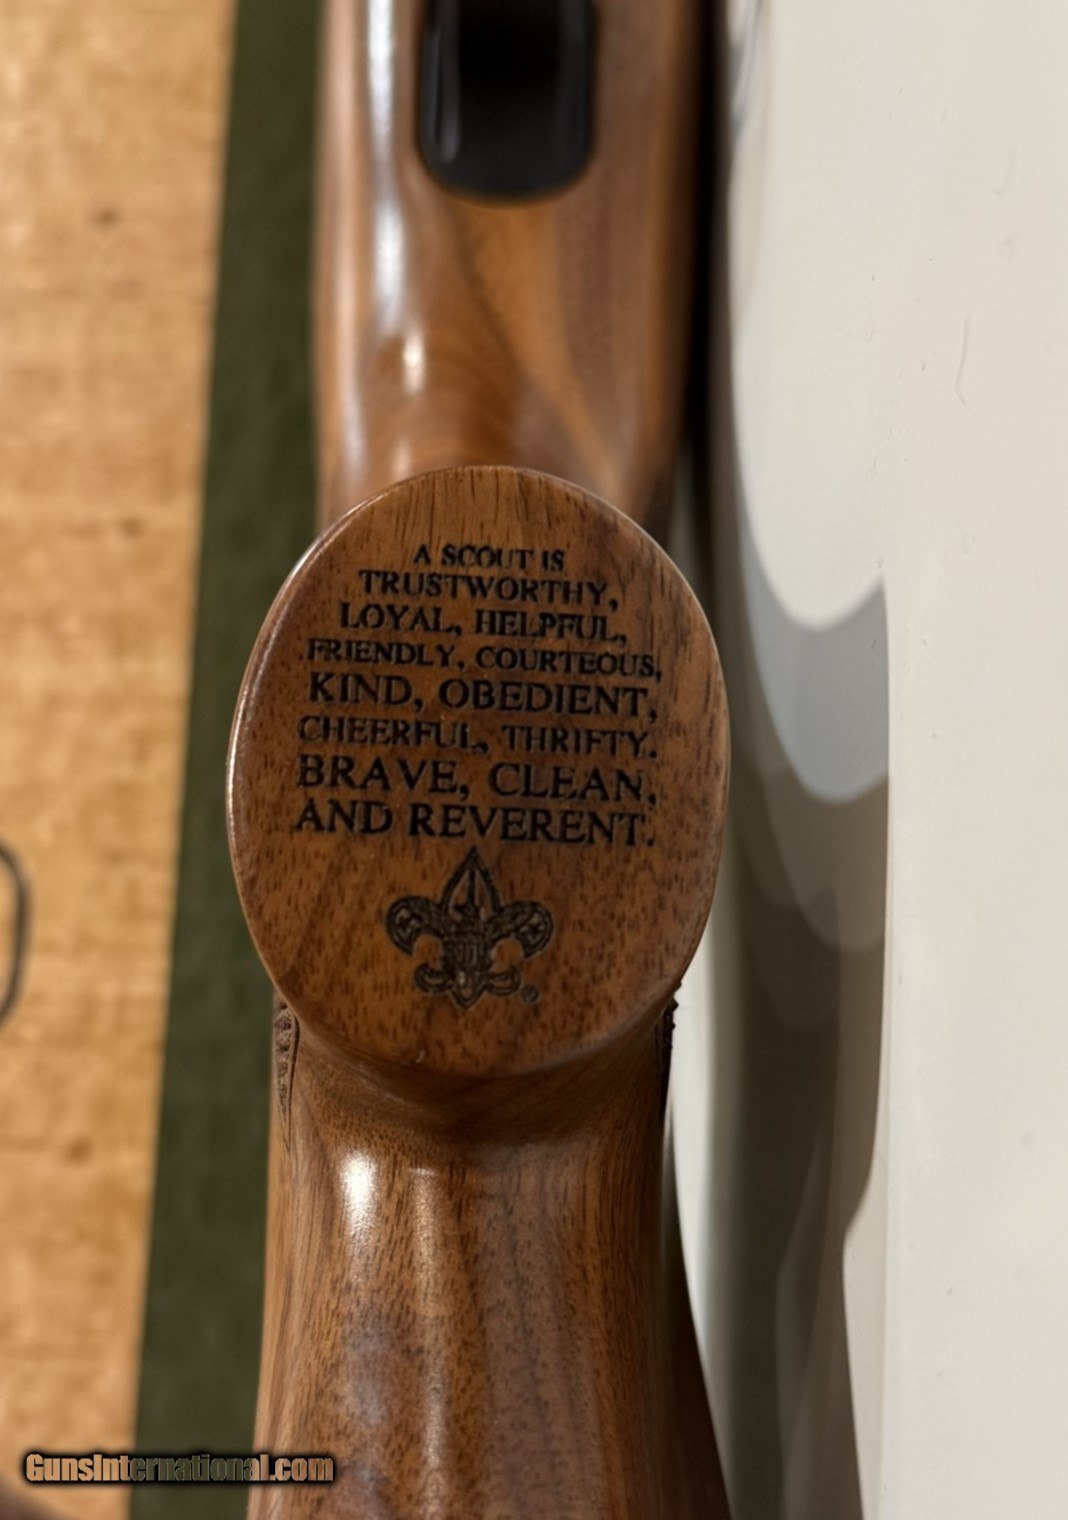 A SCOUT IS
TRUSTWORTHY,
LOYAL, HELPFUL,
FRIENDLY, COURTEOUS,
KIND, OBEDIENT,
CHEERFUL, THRIFTY,
BRAVE, CLEAN,
AND REVERENT.
®
GunsInternational.com